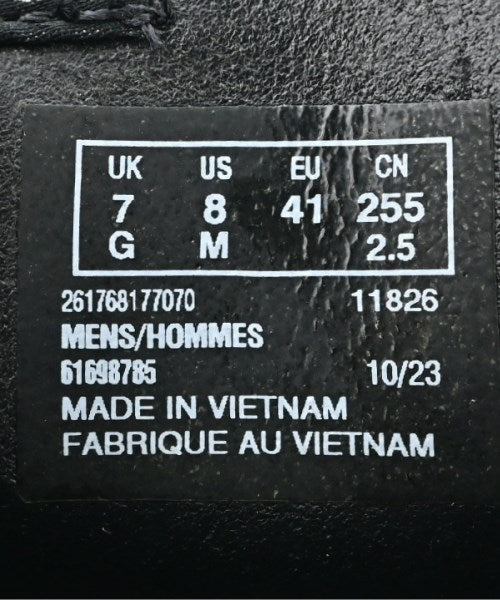 UK US EU CN
7 8 41 255
G M 2.5
261768177070 11826
MENS/HOMMES
61698785 10/23
MADE IN VIETNAM
FABRIQUE AU VIETNAM